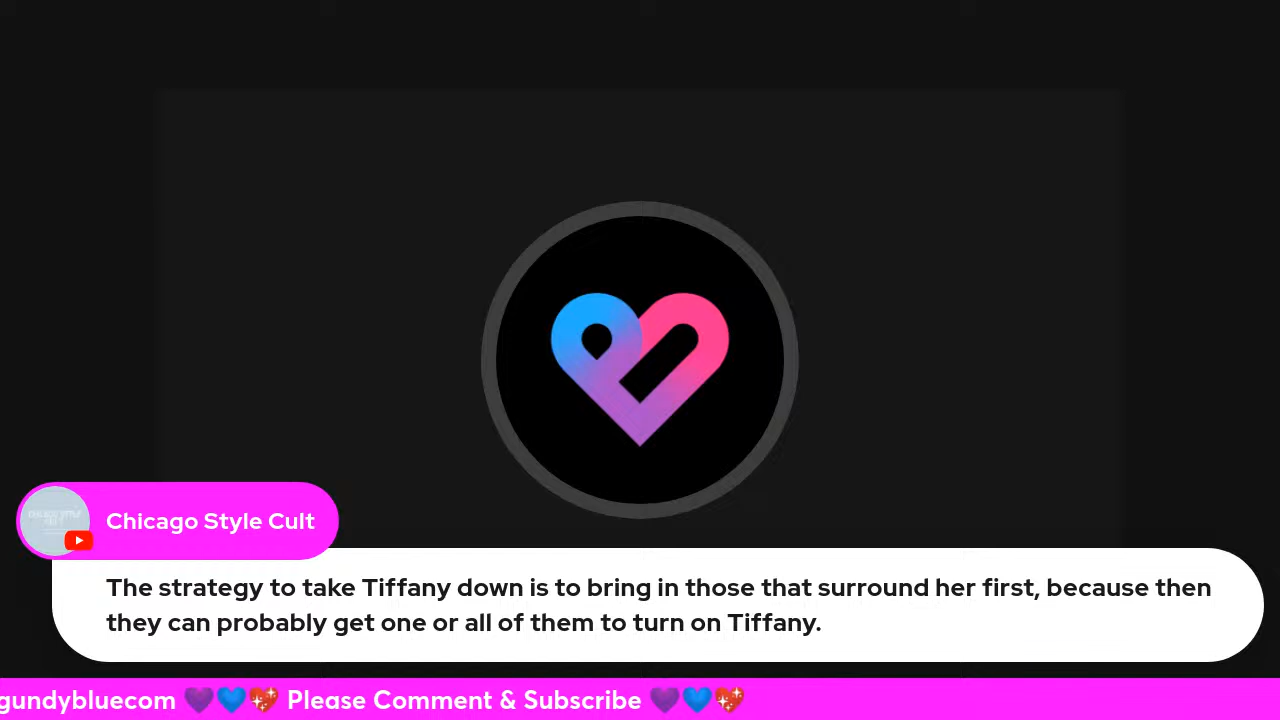 Chicago Style Cult
The strategy to take Tiffany down is to bring in those that surround her first, because then
they can probably get one or all of them to turn on Tiffany.
gundybluecom 💜💙💖 Please Comment & Subscribe 💜💙💖